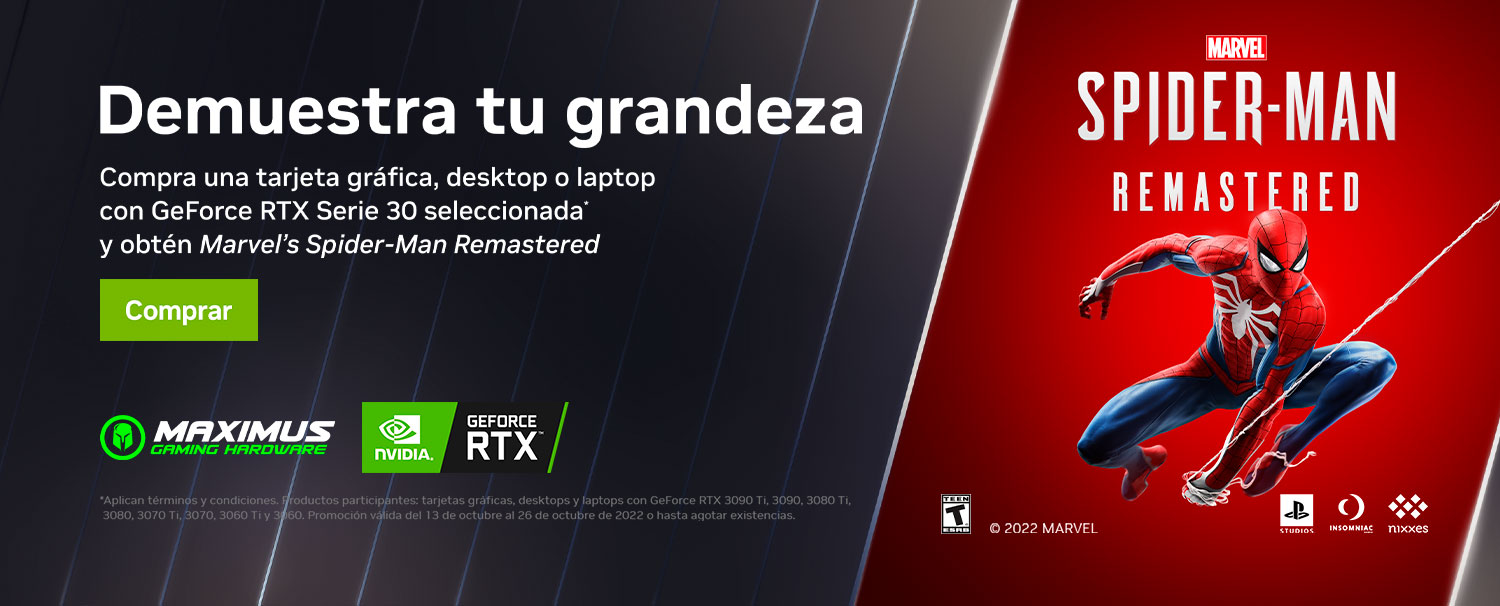 Demuestra tu grandeza
Compra una tarjeta gráfica, desktop o laptop
con GeForce RTX Serie 30 seleccionada*
y obtén Marvel's Spider-Man Remastered
Comprar
MAXIMUS
GAMING HARDWARE
NVIDIA.
GEFORCE
RTX™
*Aplican términos y condiciones. Productos participantes: tarjetas gráficas, desktops y laptops con GeForce RTX 3090 Ti, 3090, 3080 Ti,
3080, 3070 Ti, 3070, 3060 Ti y 3060. Promoción válida del 13 de octubre al 26 de octubre de 2022 o hasta agotar existencias.
MARVEL
SPIDER-MAN
REMASTERED
TEEN
T
ESRB
© 2022 MARVEL
STUDIOS
INSOMNIAC
nixxes